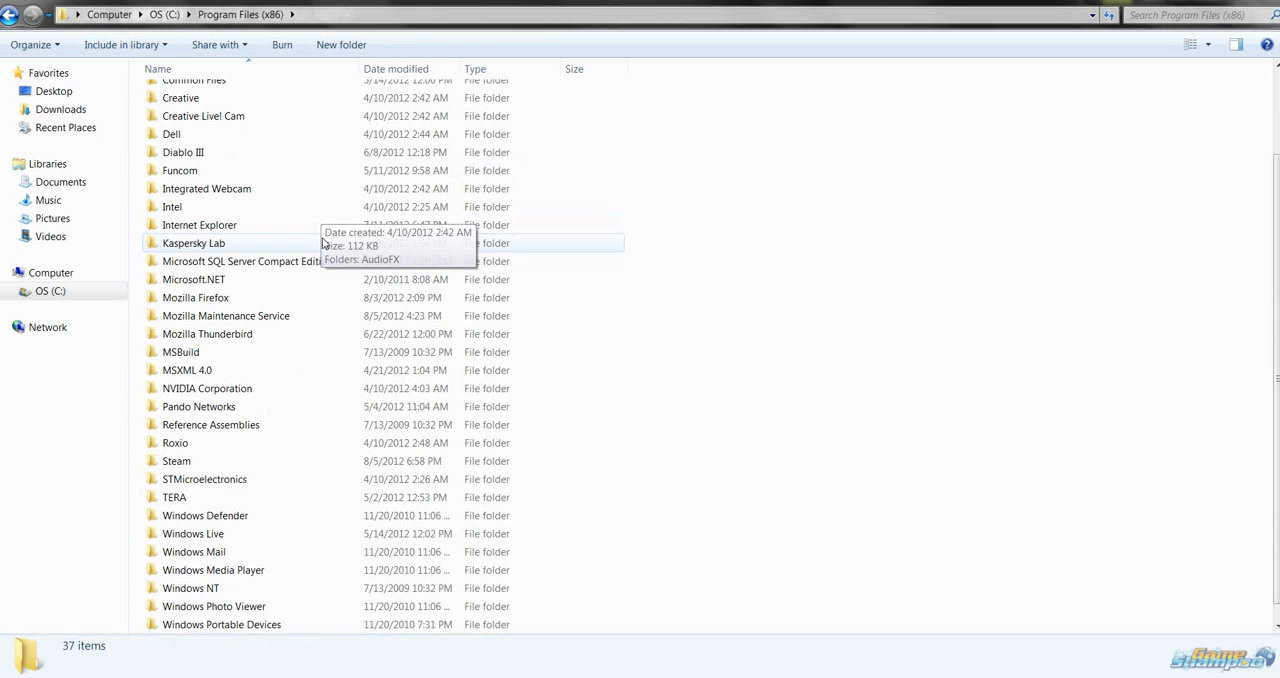 Computer OS (C:) Program Files (x86) Search Program Files (x86)
Organize Include in library Share with Burn New folder
Favorites
Desktop
Downloads
Recent Places
Libraries
Documents
Music
Pictures
Videos
Computer
OS (C:)
Network
Name Date modified Type Size
Common Files 5/14/2012 12:00 PM File folder
Creative 4/10/2012 2:42 AM File folder
Creative Live! Cam 4/10/2012 2:42 AM File folder
Dell 4/10/2012 2:44 AM File folder
Diablo III 6/8/2012 12:18 PM File folder
Funcom 5/11/2012 9:58 AM File folder
Integrated Webcam 4/10/2012 2:42 AM File folder
Intel 4/10/2012 2:25 AM File folder
Internet Explorer 7/11/2012 6:47 PM File folder
Kaspersky Lab File folder
Date created: 4/10/2012 2:42 AM
Size: 112 KB
Folders: AudioFX
Microsoft SQL Server Compact Editi File folder
Microsoft.NET 2/10/2011 8:08 AM File folder
Mozilla Firefox 8/3/2012 2:09 PM File folder
Mozilla Maintenance Service 8/5/2012 4:23 PM File folder
Mozilla Thunderbird 6/22/2012 12:00 PM File folder
MSBuild 7/13/2009 10:32 PM File folder
MSXML 4.0 4/21/2012 1:04 PM File folder
NVIDIA Corporation 4/10/2012 4:03 AM File folder
Pando Networks 5/4/2012 11:04 AM File folder
Reference Assemblies 7/13/2009 10:32 PM File folder
Roxio 4/10/2012 2:48 AM File folder
Steam 8/5/2012 6:58 PM File folder
STMicroelectronics 4/10/2012 2:26 AM File folder
TERA 5/2/2012 12:53 PM File folder
Windows Defender 11/20/2010 11:06 ... File folder
Windows Live 5/14/2012 12:02 PM File folder
Windows Mail 11/20/2010 11:06 ... File folder
Windows Media Player 11/20/2010 11:06 ... File folder
Windows NT 7/13/2009 10:32 PM File folder
Windows Photo Viewer 11/20/2010 11:06 ... File folder
Windows Portable Devices 11/20/2010 7:31 PM File folder
37 items
Game
Shampoo